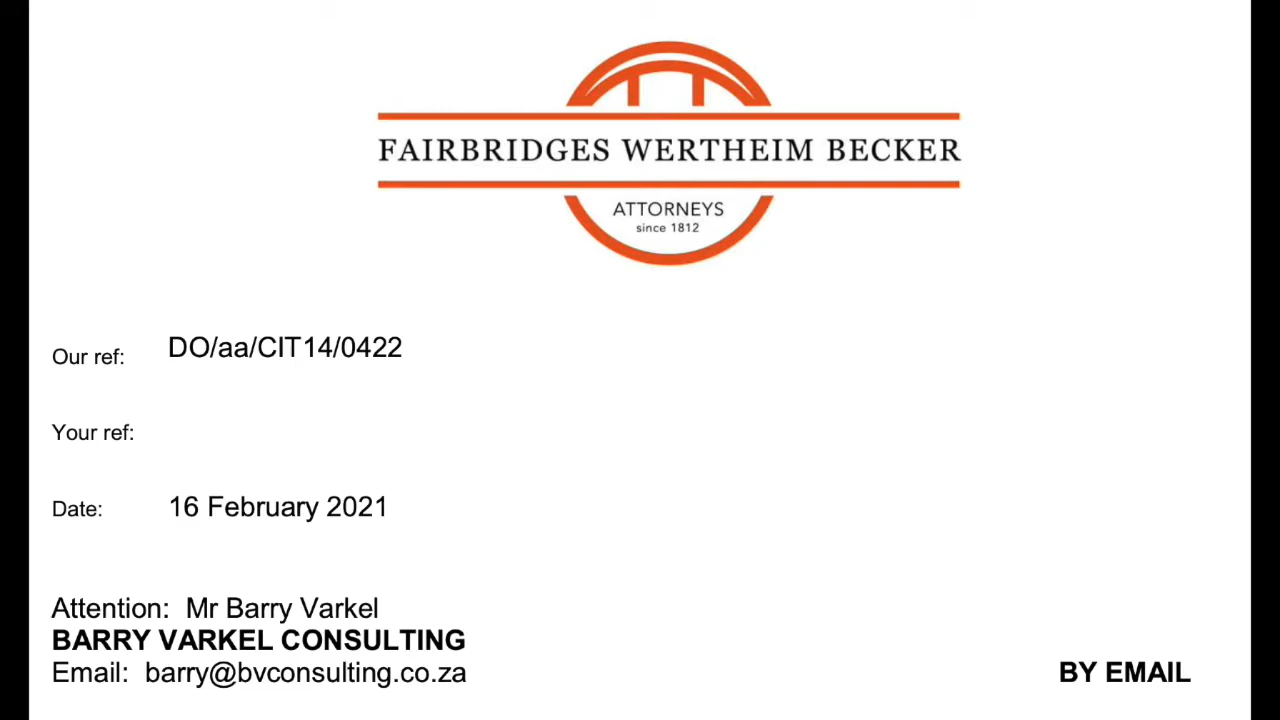 FAIRBRIDGES WERTHEIM BECKER
ATTORNEYS
since 1812
Our ref: DO/aa/CIT14/0422
Your ref:
Date: 16 February 2021
Attention: Mr Barry Varkel
BARRY VARKEL CONSULTING
Email: barry@bvconsulting.co.za BY EMAIL